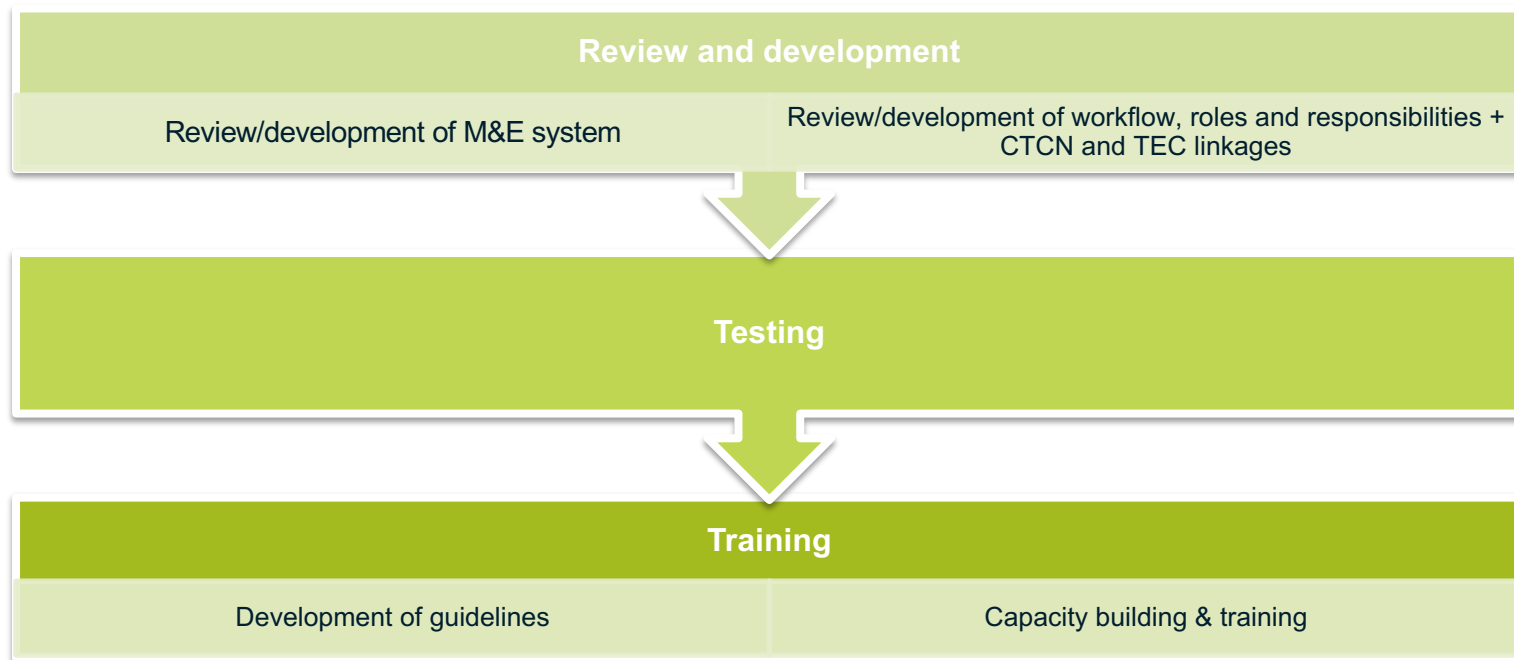 Review and development
Review/development of M&E system
Review/development of workflow, roles and responsibilities +
CTCN and TEC linkages
Testing
Training
Development of guidelines
Capacity building & training